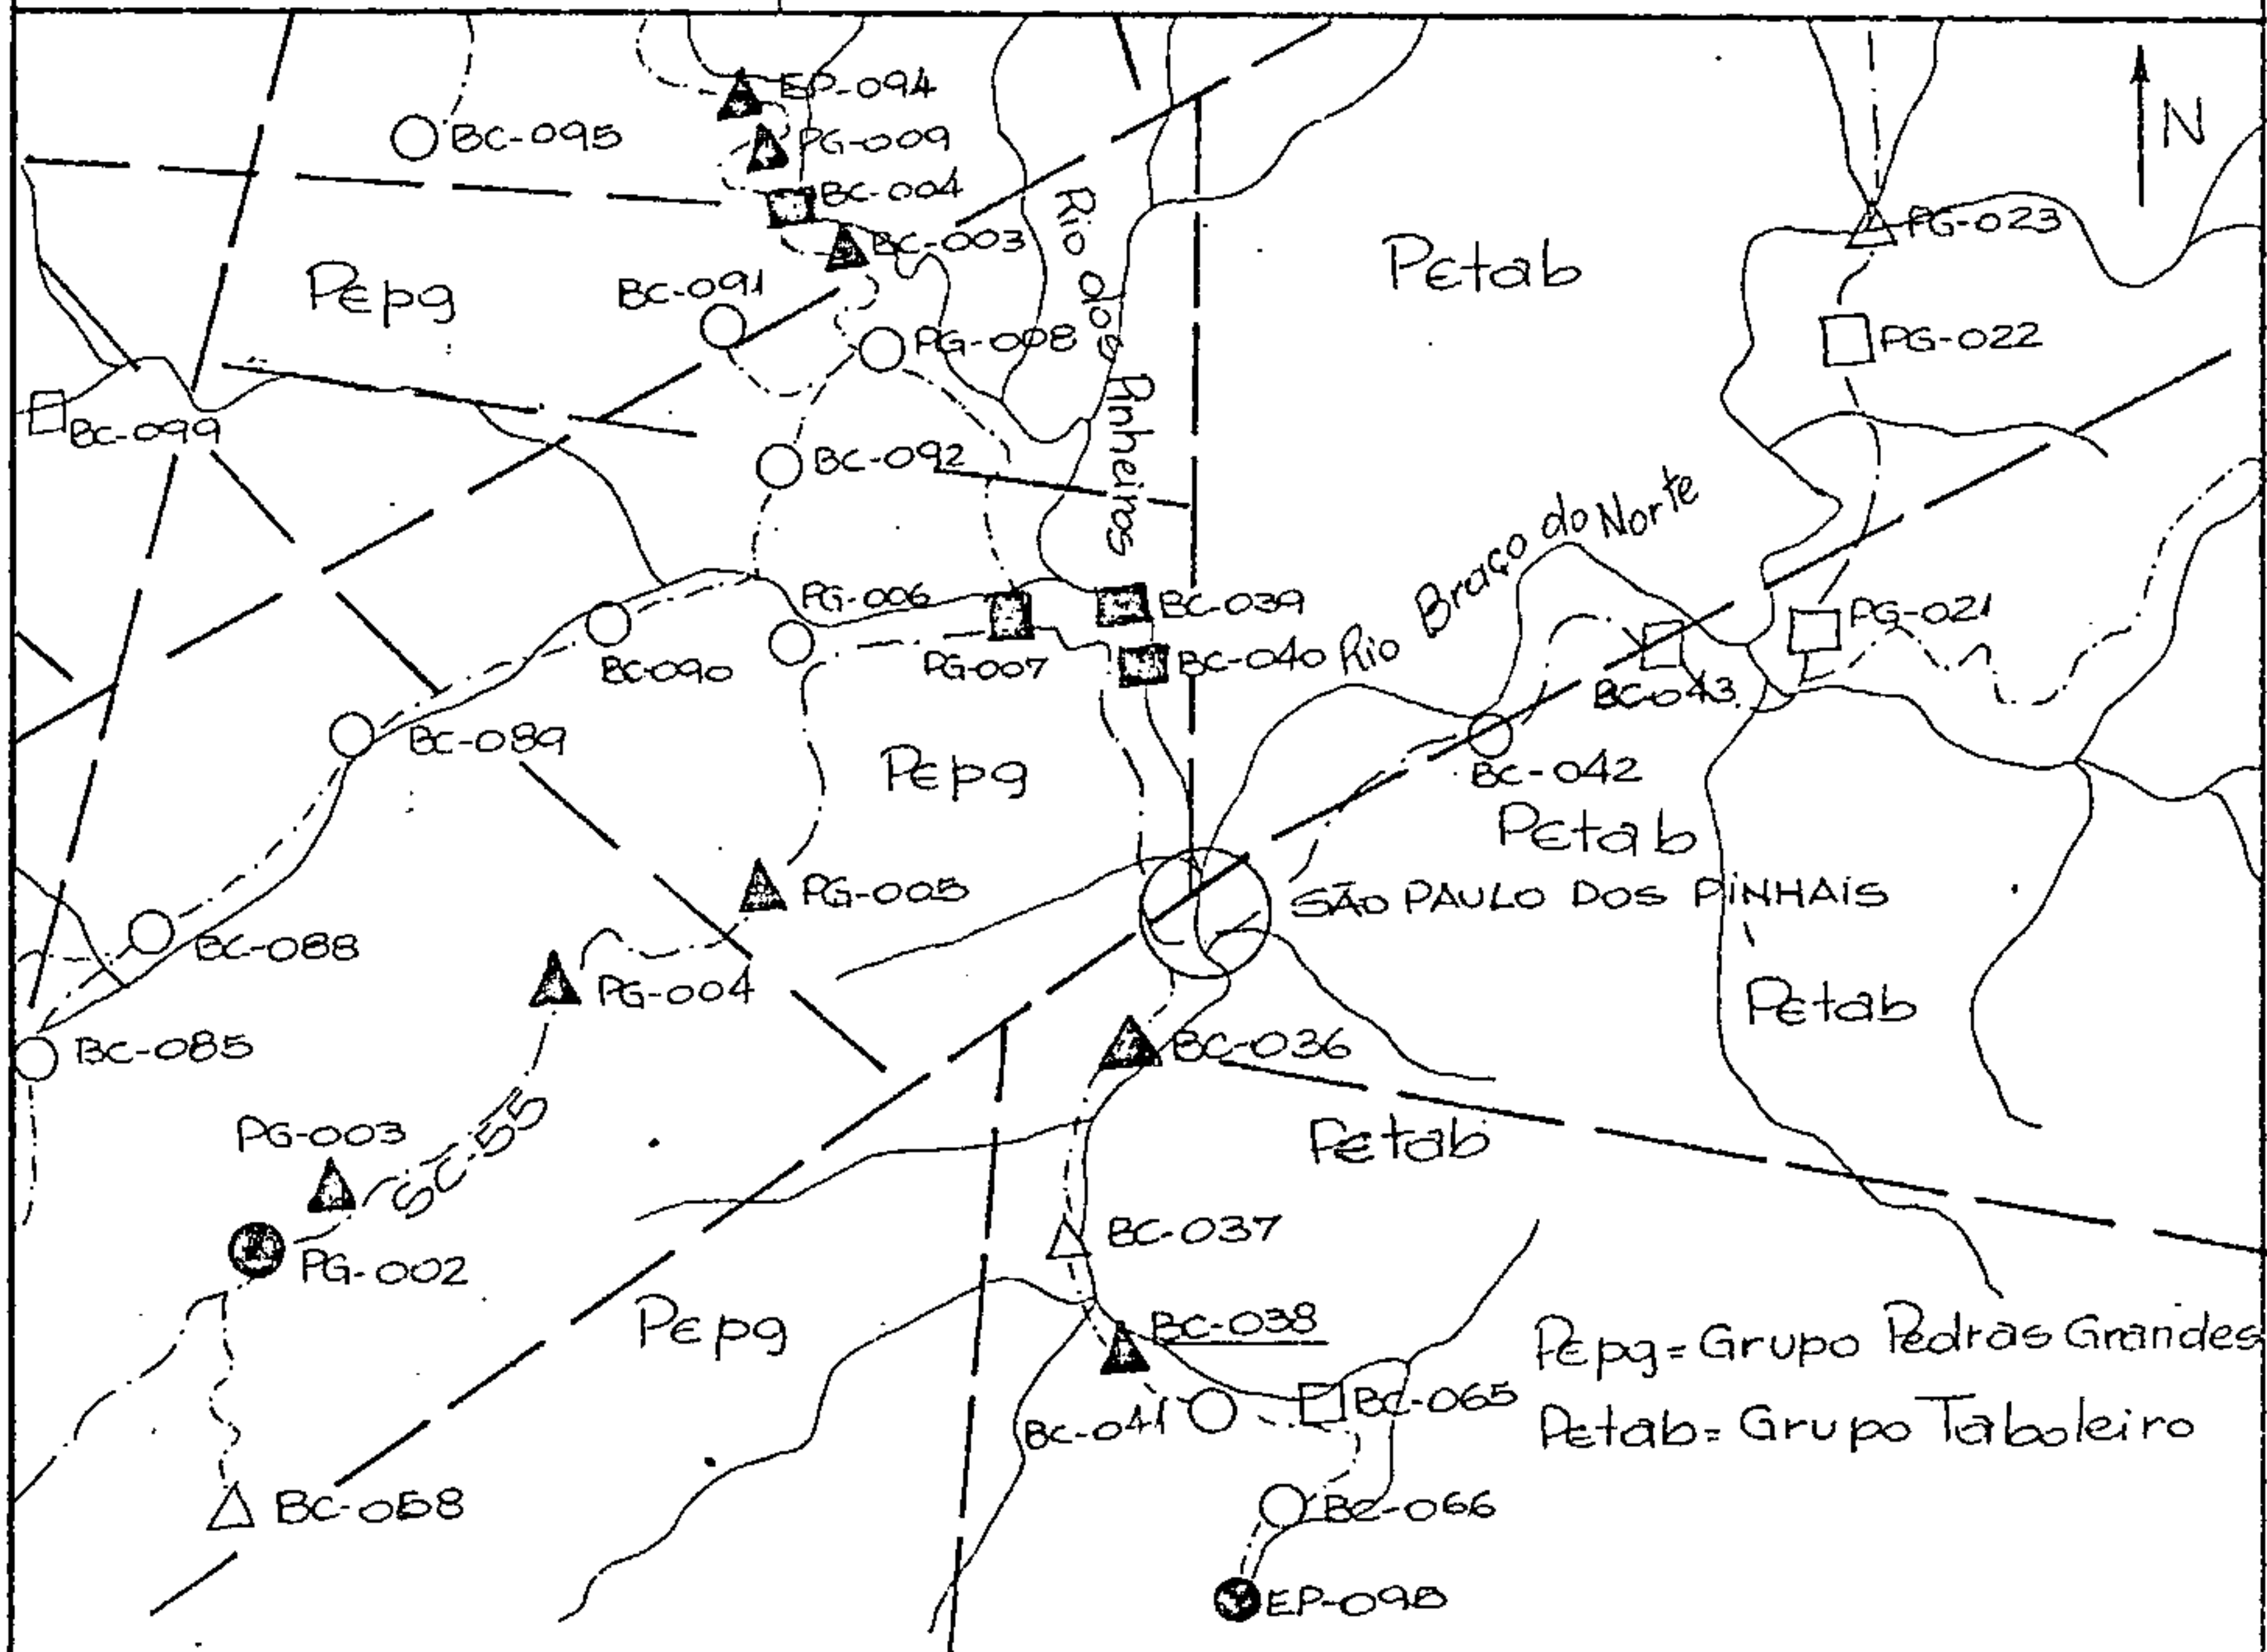 EP-094
BC-095
PG-009
BC-004
N
PG-023
BC-003
Pepg
BC-091
Rio dos Pinheiros
Petab
PG-008
PG-022
BC-099
BC-092
Rio Braço do Norte
PG-006
BC-039
PG-021
BC-090
PG-007
BC-040
BC-043
BC-089
Pepg
BC-042
Petab
PG-005
SÃO PAULO DOS PINHAIS
BC-088
PG-004
Petab
BC-085
BC-036
SC-55
PG-003
Petab
PG-002
BC-037
Pepg
BC-038
Pepg= Grupo Pedras Grandes
BC-041
BC-065
Petab= Grupo Taboleiro
BC-066